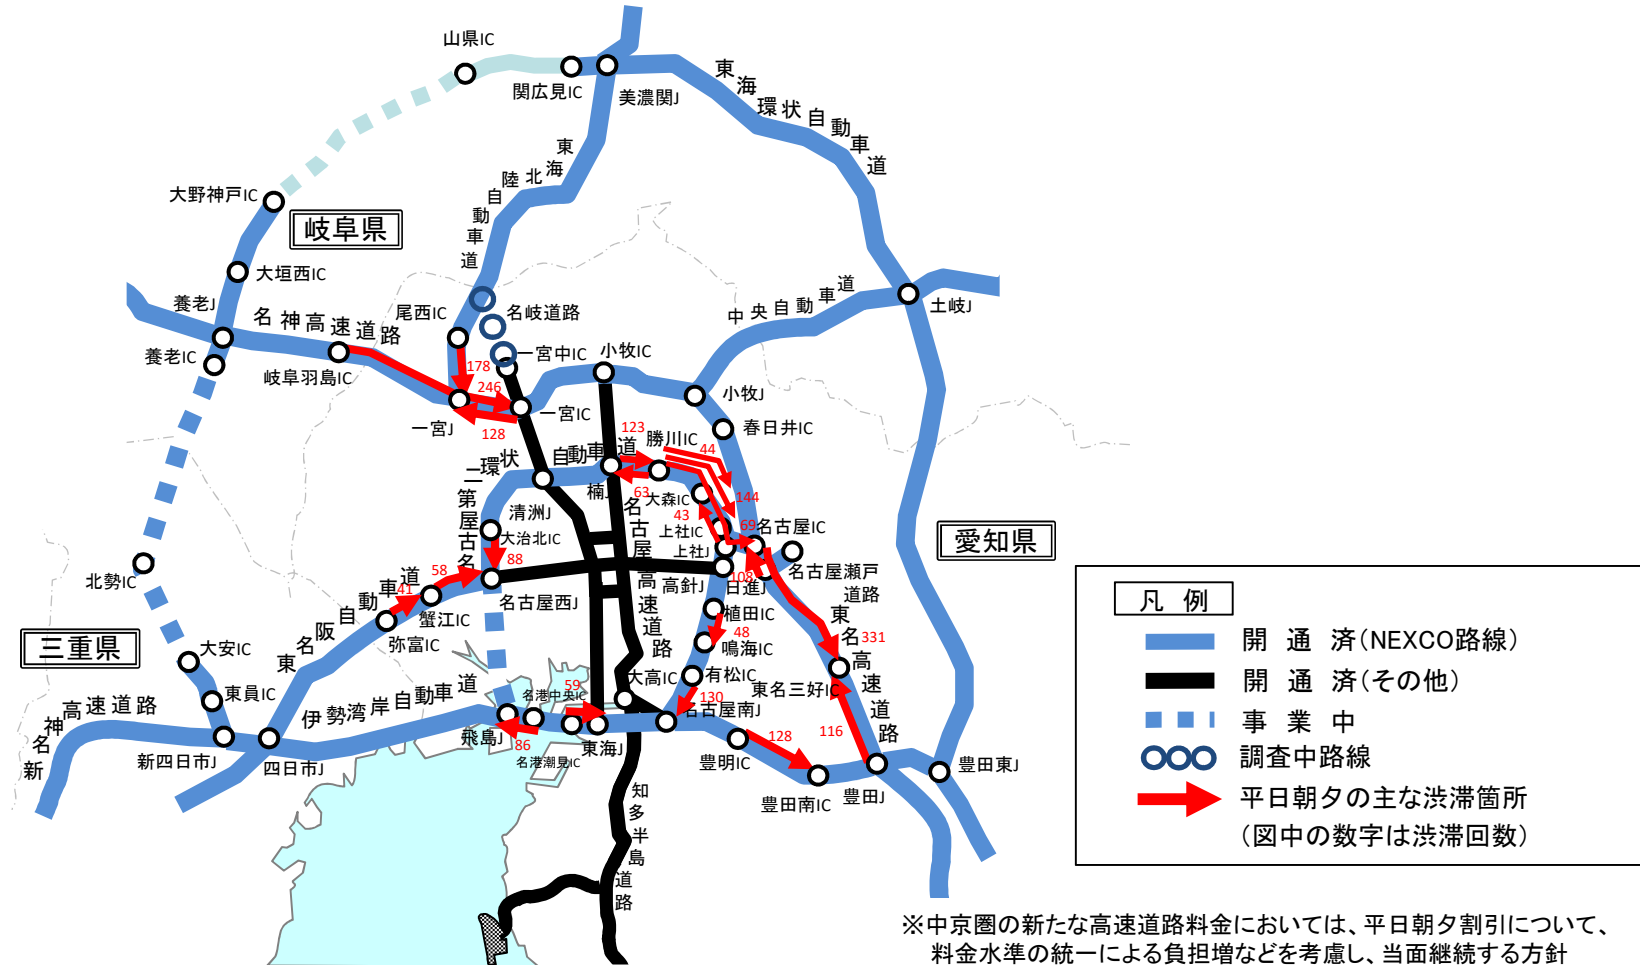 山県IC
関広見IC
美濃関J
東海環状自動車道
東海北陸自動車道
大野神戸IC
岐阜県
大垣西IC
養老J
名神高速道路
養老IC
岐阜羽島IC
尾西IC
名岐道路
一宮中IC
小牧IC
中央自動車道
土岐J
178
246
128
一宮J
一宮IC
小牧J
春日井IC
123
勝川IC
44
名古屋第二環状自動車道
楠J
63
大森IC
144
43
69
清洲J
大治北IC
88
上社IC
上社J
名古屋IC
名古屋瀬戸
道路
愛知県
北勢IC
58
41
蟹江IC
弥富IC
名古屋西J
名古屋高速道路
高針J
108
日進J
植田IC
48
鳴海IC
東名高速道路
331
三重県
大安IC
東員IC
東名阪自動車道
大高IC
有松IC
東名三好IC
130
名古屋南J
新名神高速道路
伊勢湾岸自動車道
59
名港中央IC
飛島J
86
名港潮見IC
東海J
新四日市J
四日市J
豊明IC
128
116
豊田南IC
豊田J
豊田東J
知多半島道路
凡 例
開 通 済(NEXCO路線)
開 通 済(その他)
事 業 中
調査中路線
平日朝夕の主な渋滞箇所
(図中の数字は渋滞回数)
※中京圏の新たな高速道路料金においては、平日朝夕割引について、
料金水準の統一による負担増などを考慮し、当面継続する方針